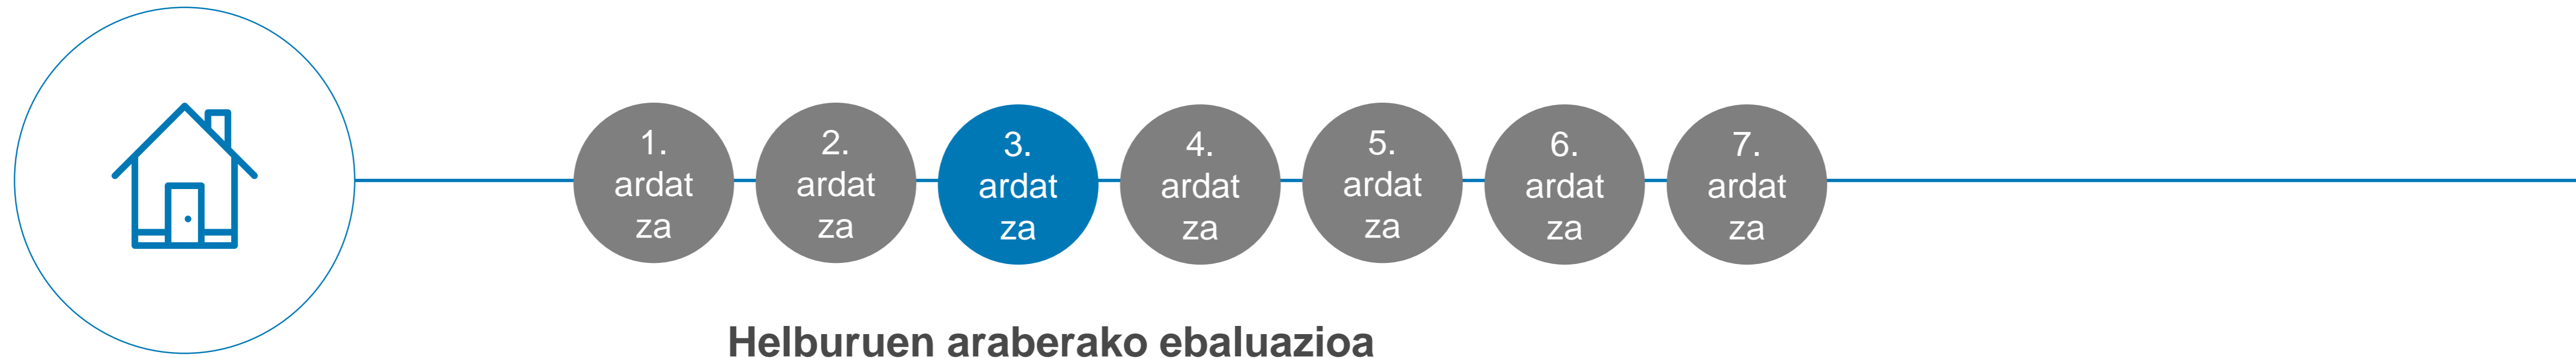 1.
ardat
za
2.
ardat
za
3.
ardat
za
4.
ardat
za
5.
ardat
za
6.
ardat
za
7.
ardat
za
Helburuen araberako ebaluazioa